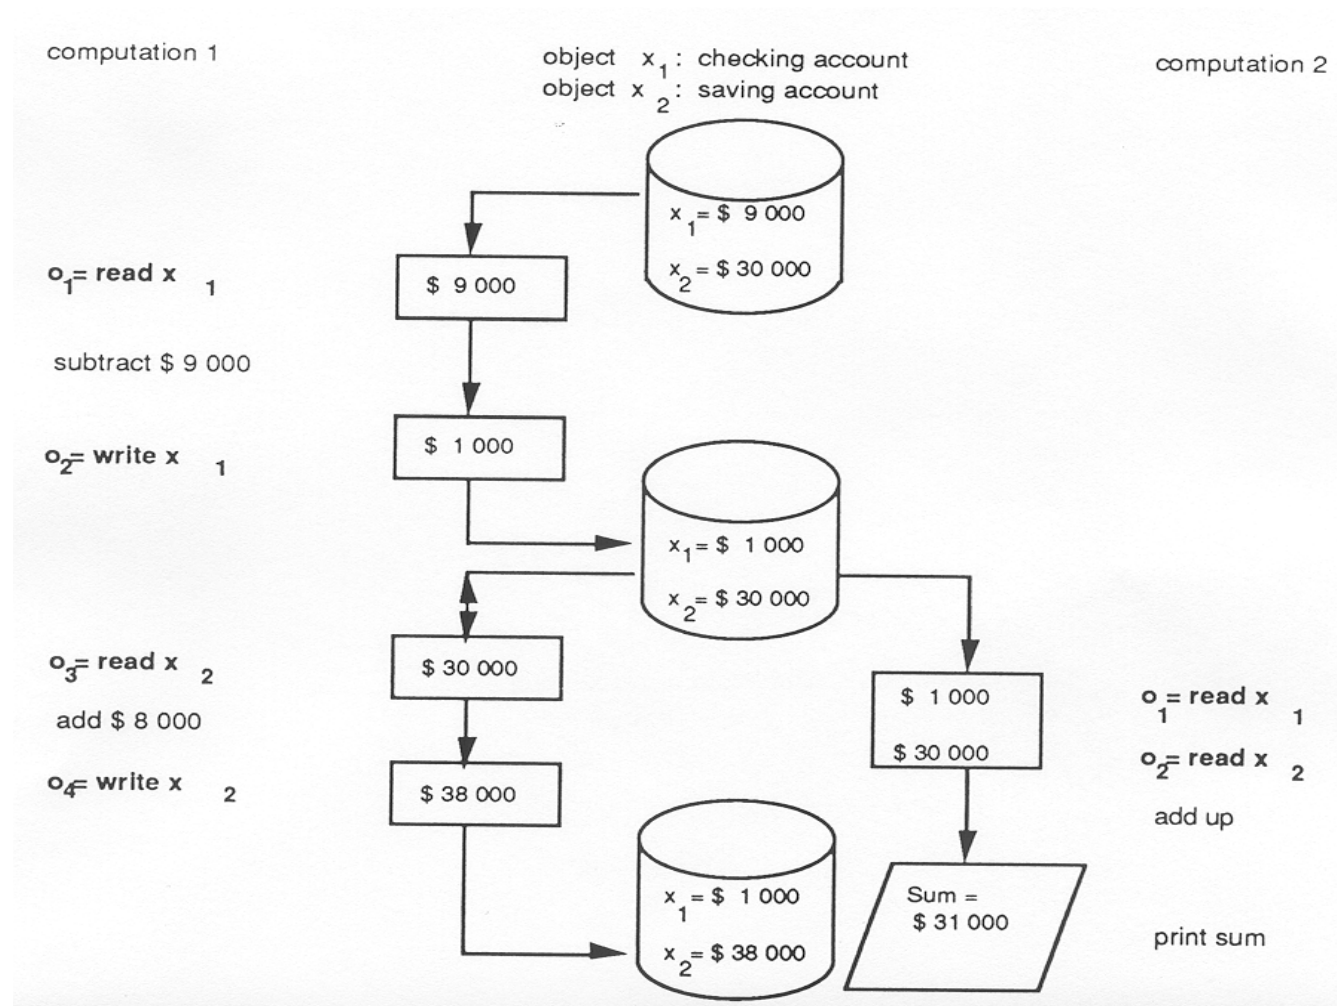 computation 1
object x1 : checking account
object x2 : saving account
computation 2
x1 = $ 9 000
x2 = $ 30 000
o1= read x1
$ 9 000
subtract $ 9 000
o2= write x1
$ 1 000
x1= $ 1 000
x2= $ 30 000
o3= read x2
$ 30 000
add $ 8 000
o4= write x2
$ 38 000
$ 1 000
$ 30 000
o1= read x1
o2= read x2
add up
x1 = $ 1 000
x2 = $ 38 000
Sum =
$ 31 000
print sum